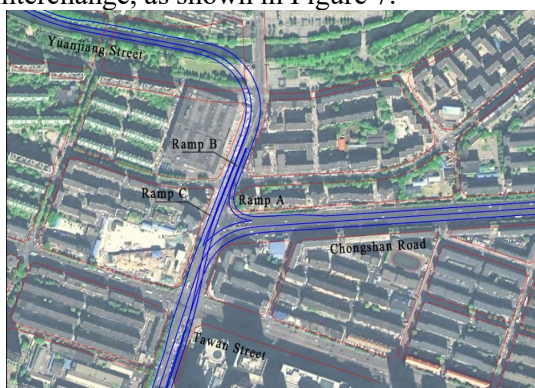 interchange, as shown in Figure 7.
Yuanjiang Street
Ramp B
Ramp C
Ramp A
Chongshan Road
Tawan Street